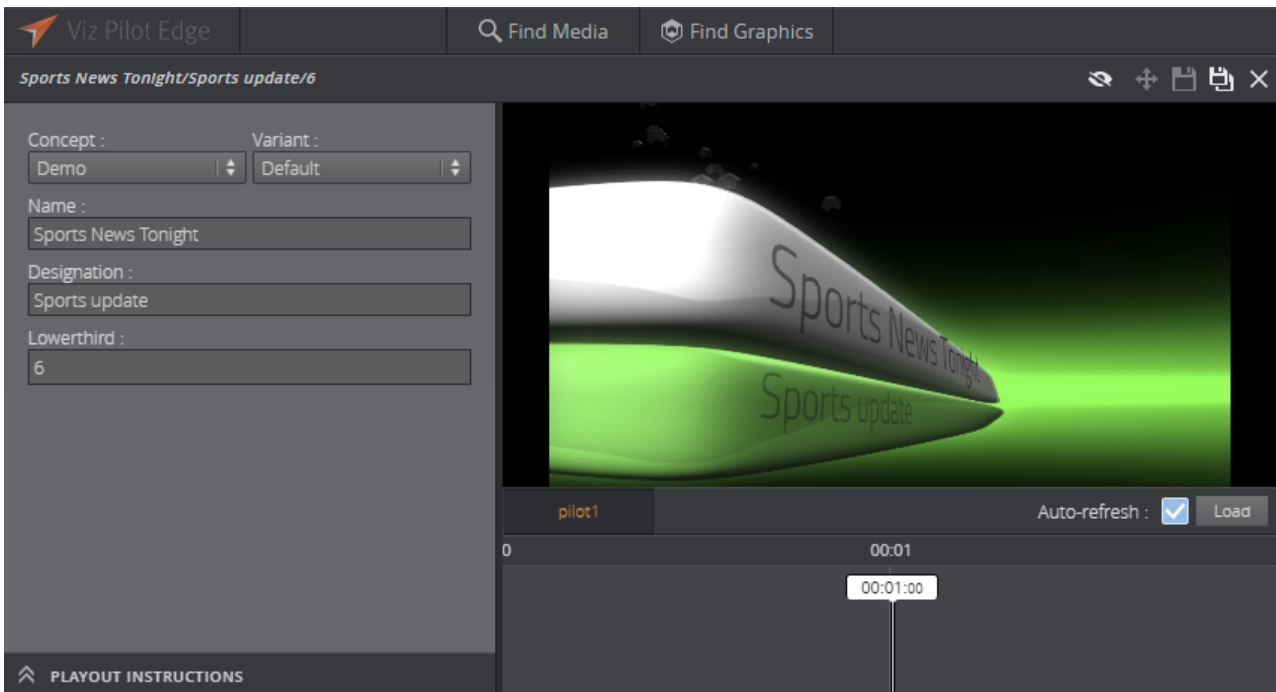 Viz Pilot Edge
Find Media
Find Graphics
Sports News Tonight/Sports update/6
Concept :
Variant :
Demo
Default
Name :
Sports News Tonight
Designation :
Sports update
Lowerthird :
6
Sports News Tonight
Sports update
pilot1
Auto-refresh :
Load
0
00:01
00:01:00
PLAYOUT INSTRUCTIONS